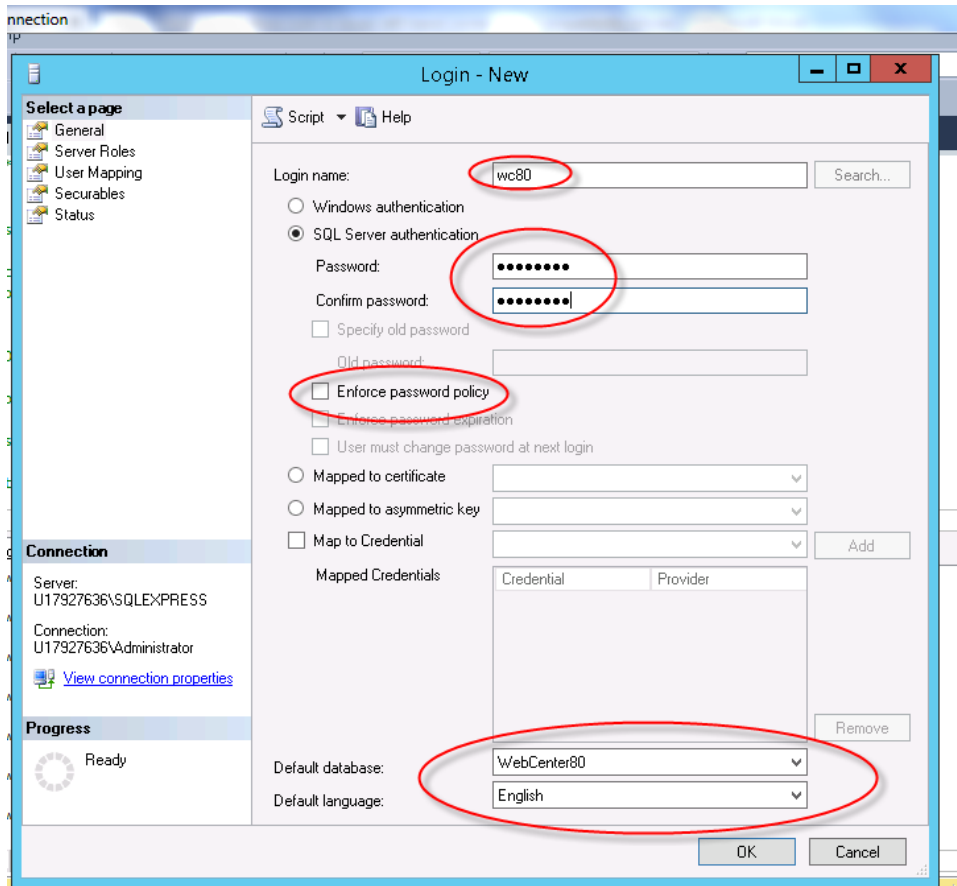 nnection
Login - New
Select a page
General
Server Roles
User Mapping
Securables
Status
Script Help
Login name: wc80 Search...
Windows authentication
SQL Server authentication
Password: ●●●●●●●●
Confirm password: ●●●●●●●●
Specify old password
Old password:
Enforce password policy
Enforce password expiration
User must change password at next login
Mapped to certificate
Mapped to asymmetric key
Map to Credential Add
Mapped Credentials Credential Provider
Remove
Default database: WebCenter80
Default language: English
Connection
Server:
U17927636\SQLEXPRESS
Connection:
U17927636\Administrator
View connection properties
Progress
Ready
OK Cancel